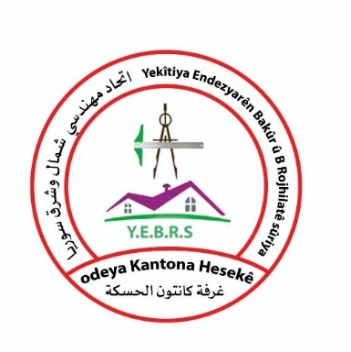 اتحاد مهندسي شمال وشرق سوريا
Yekîtiya Endezyarên Bakûr û B Rojhilatê sûriya
Y.E.B.R.S
odeya Kantona Hesekê
غرفة كانتون الحسكة